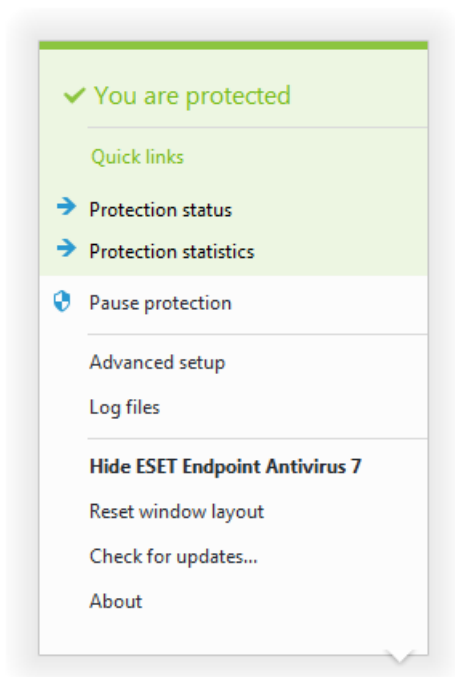 You are protected
Quick links
Protection status
Protection statistics
Pause protection
Advanced setup
Log files
Hide ESET Endpoint Antivirus 7
Reset window layout
Check for updates...
About